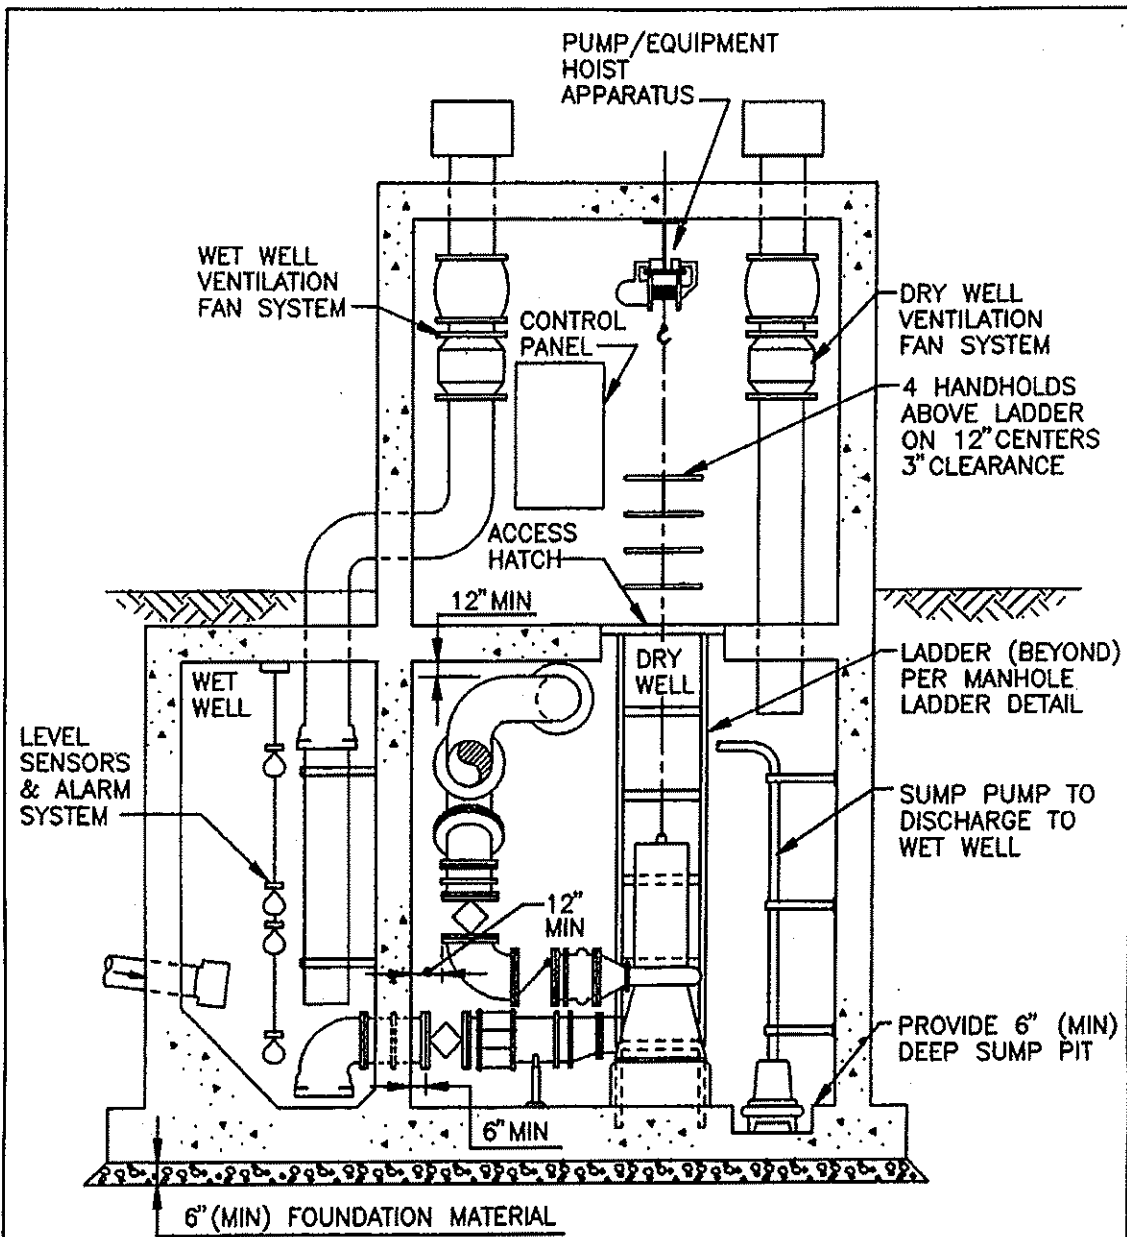 PUMP/EQUIPMENT
HOIST
APPARATUS
WET WELL
VENTILATION
FAN SYSTEM
CONTROL
PANEL
DRY WELL
VENTILATION
FAN SYSTEM
4 HANDHOLDS
ABOVE LADDER
ON 12" CENTERS
3" CLEARANCE
ACCESS
HATCH
12" MIN
WET
WELL
DRY
WELL
LADDER (BEYOND)
PER MANHOLE
LADDER DETAIL
LEVEL
SENSORS
& ALARM
SYSTEM
SUMP PUMP TO
DISCHARGE TO
WET WELL
12"
MIN
PROVIDE 6" (MIN)
DEEP SUMP PIT
6" MIN
6" (MIN) FOUNDATION MATERIAL